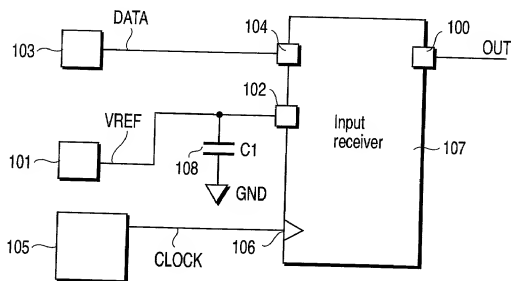 DATA
104
100
OUT
103
102
VREF
Input
receiver
C1
108
101
107
GND
105
106
CLOCK